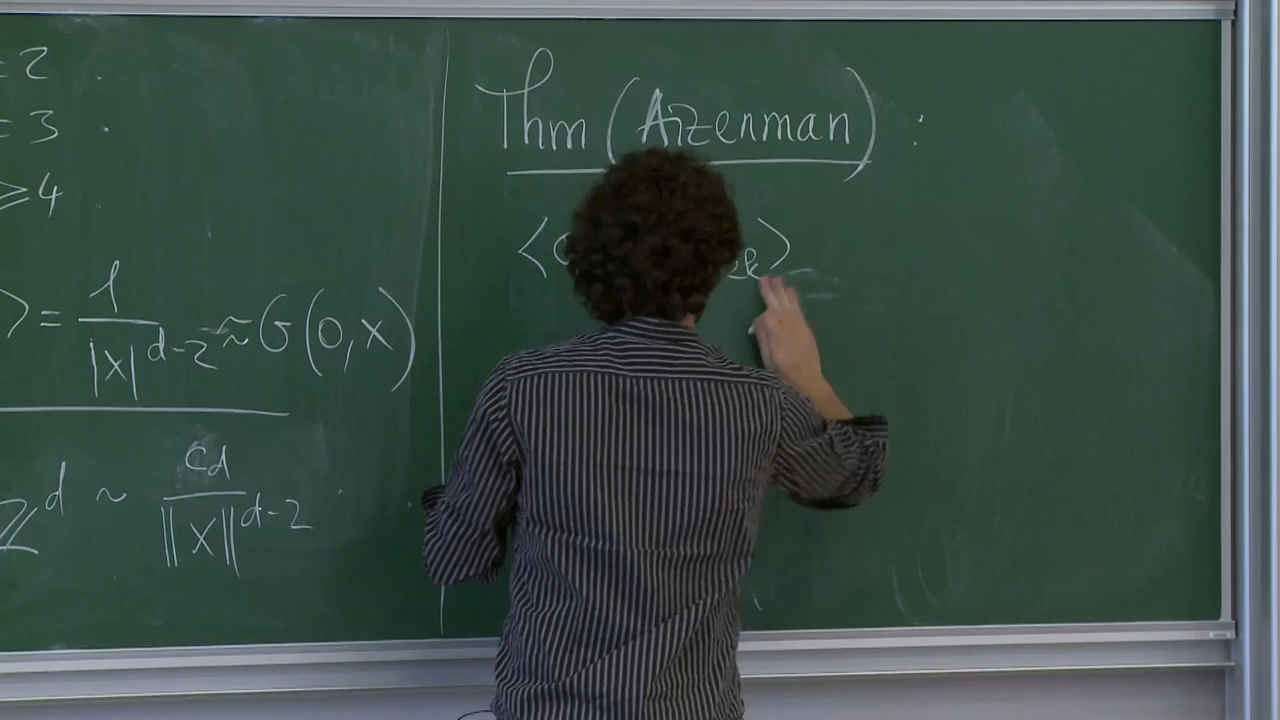 = 2
= 3
≥ 4
> = 1/|x|^{d-2} ~ G(0,x)
ℤ^d ~ c_d/‖x‖^{d-2}
Thm (Aizenman) :
<
>